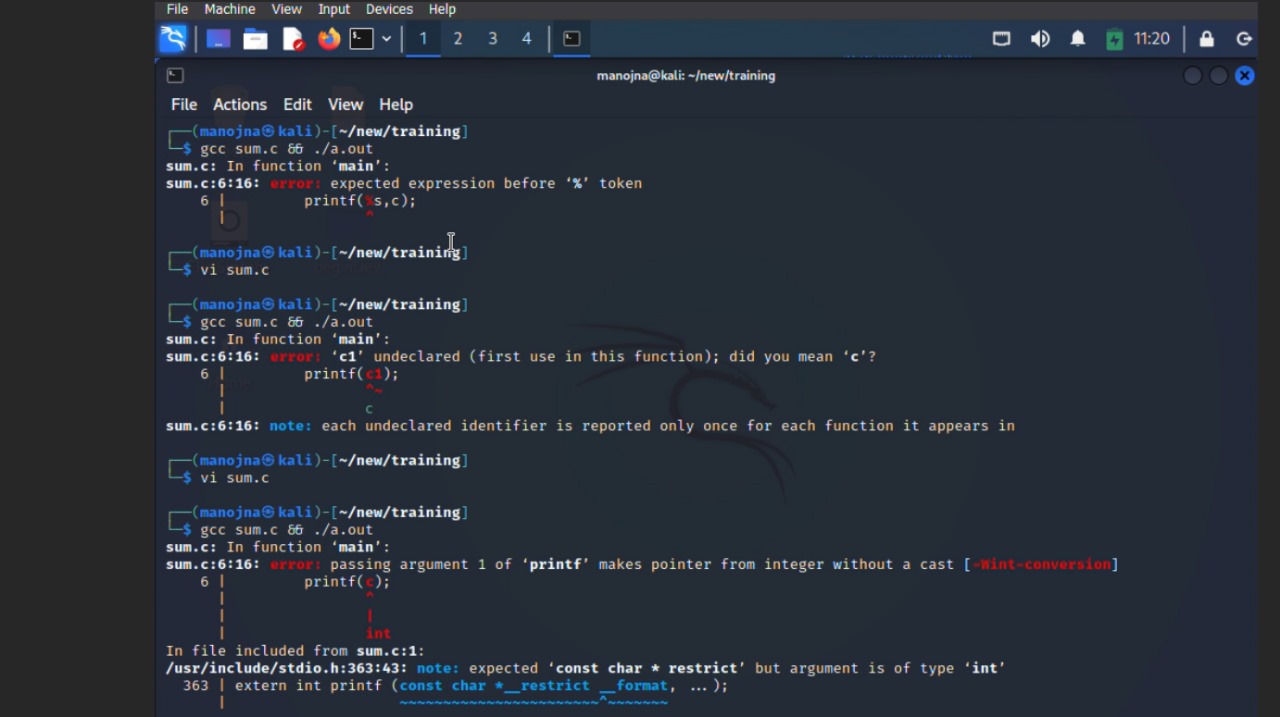 File Machine View Input Devices Help
1 2 3 4 11:20
manojna@kali: ~/new/training
File Actions Edit View Help
┌──(manojna㉿kali)-[~/new/training]
└─$ gcc sum.c && ./a.out
sum.c: In function ‘main’:
sum.c:6:16: error: expected expression before ‘%’ token
6 | printf(%s,c);
| ^
┌──(manojna㉿kali)-[~/new/training]
└─$ vi sum.c
┌──(manojna㉿kali)-[~/new/training]
└─$ gcc sum.c && ./a.out
sum.c: In function ‘main’:
sum.c:6:16: error: ‘c1’ undeclared (first use in this function); did you mean ‘c’?
6 | printf(c1);
| ^~
| c
sum.c:6:16: note: each undeclared identifier is reported only once for each function it appears in
┌──(manojna㉿kali)-[~/new/training]
└─$ vi sum.c
┌──(manojna㉿kali)-[~/new/training]
└─$ gcc sum.c && ./a.out
sum.c: In function ‘main’:
sum.c:6:16: error: passing argument 1 of ‘printf’ makes pointer from integer without a cast [-Wint-conversion]
6 | printf(c);
| ^
| |
| int
In file included from sum.c:1:
/usr/include/stdio.h:363:43: note: expected ‘const char * restrict’ but argument is of type ‘int’
363 | extern int printf (const char *__restrict __format, ...);
| ~~~~~~~~~~~~~~~~~~~~~~~^~~~~~~~